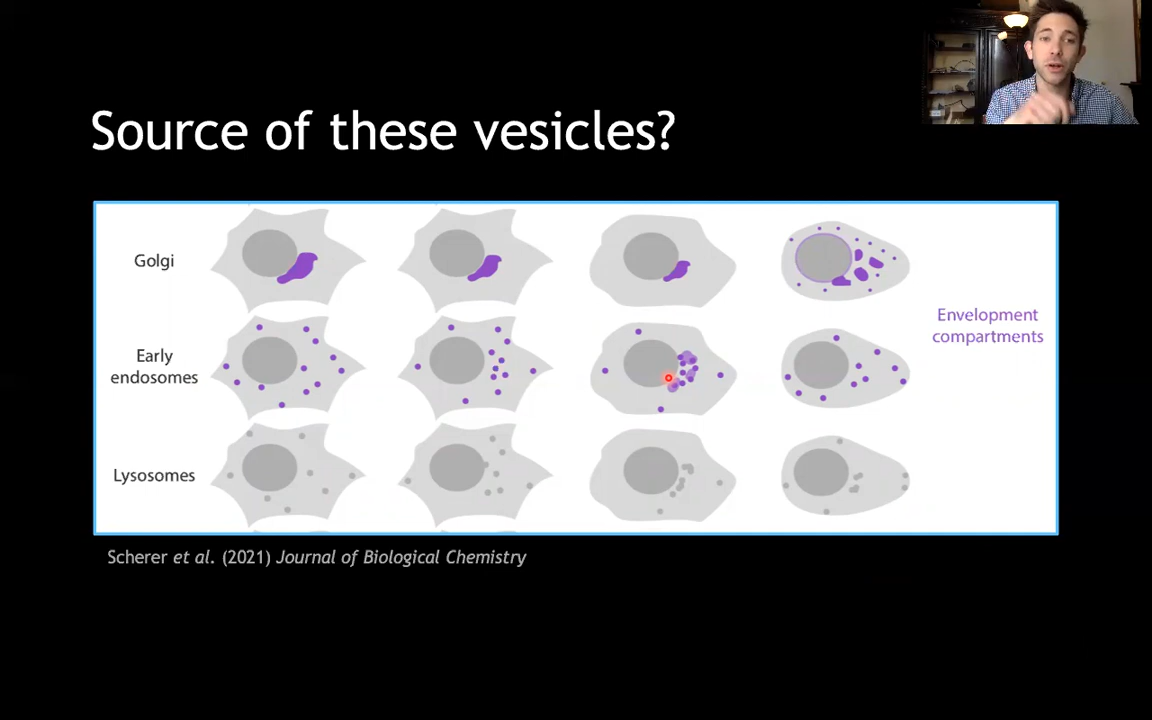 Source of these vesicles?
Golgi
Envelopment
compartments
Early
endosomes
Lysosomes
Scherer et al. (2021) Journal of Biological Chemistry